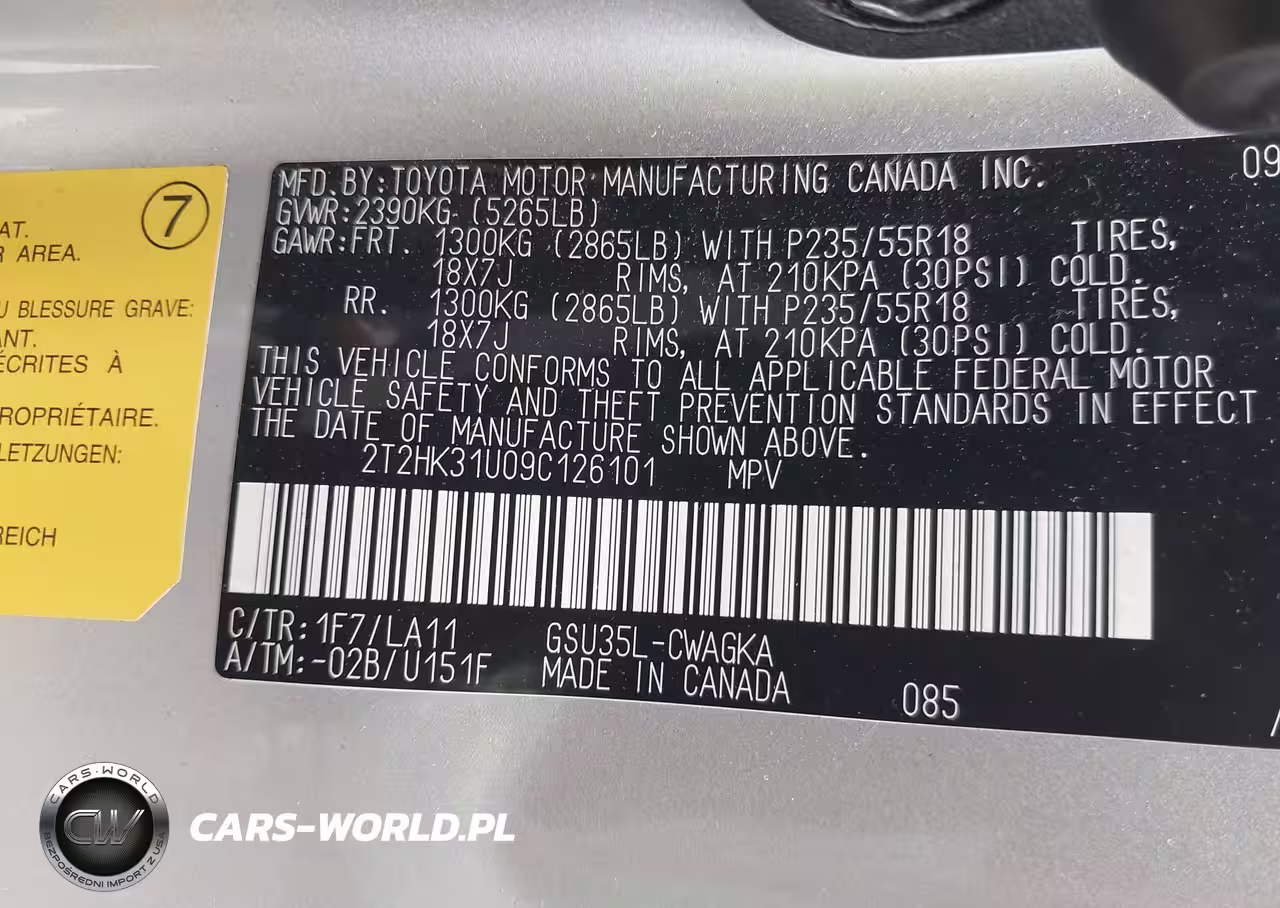 7
AT.
R AREA.
U BLESSURE GRAVE:
ANT.
ÉCRITES À
ROPRIÉTAIRE.
LETZUNGEN:
REICH
MFD.BY:TOYOTA MOTOR MANUFACTURING CANADA INC. 09
GVWR:2390KG (5265LB)
GAWR:FRT. 1300KG (2865LB) WITH P235/55R18 TIRES,
18X7J RIMS, AT 210KPA (30PSI) COLD.
RR. 1300KG (2865LB) WITH P235/55R18 TIRES,
18X7J RIMS, AT 210KPA (30PSI) COLD.
THIS VEHICLE CONFORMS TO ALL APPLICABLE FEDERAL MOTOR
VEHICLE SAFETY AND THEFT PREVENTION STANDARDS IN EFFECT
THE DATE OF MANUFACTURE SHOWN ABOVE.
2T2HK31U09C126101 MPV
C/TR:1F7/LA11 GSU35L-CWAGKA
A/TM:-02B/U151F MADE IN CANADA 085
CARS-WORLD
CW
BEZPOŚREDNI IMPORT Z USA
CARS-WORLD.PL